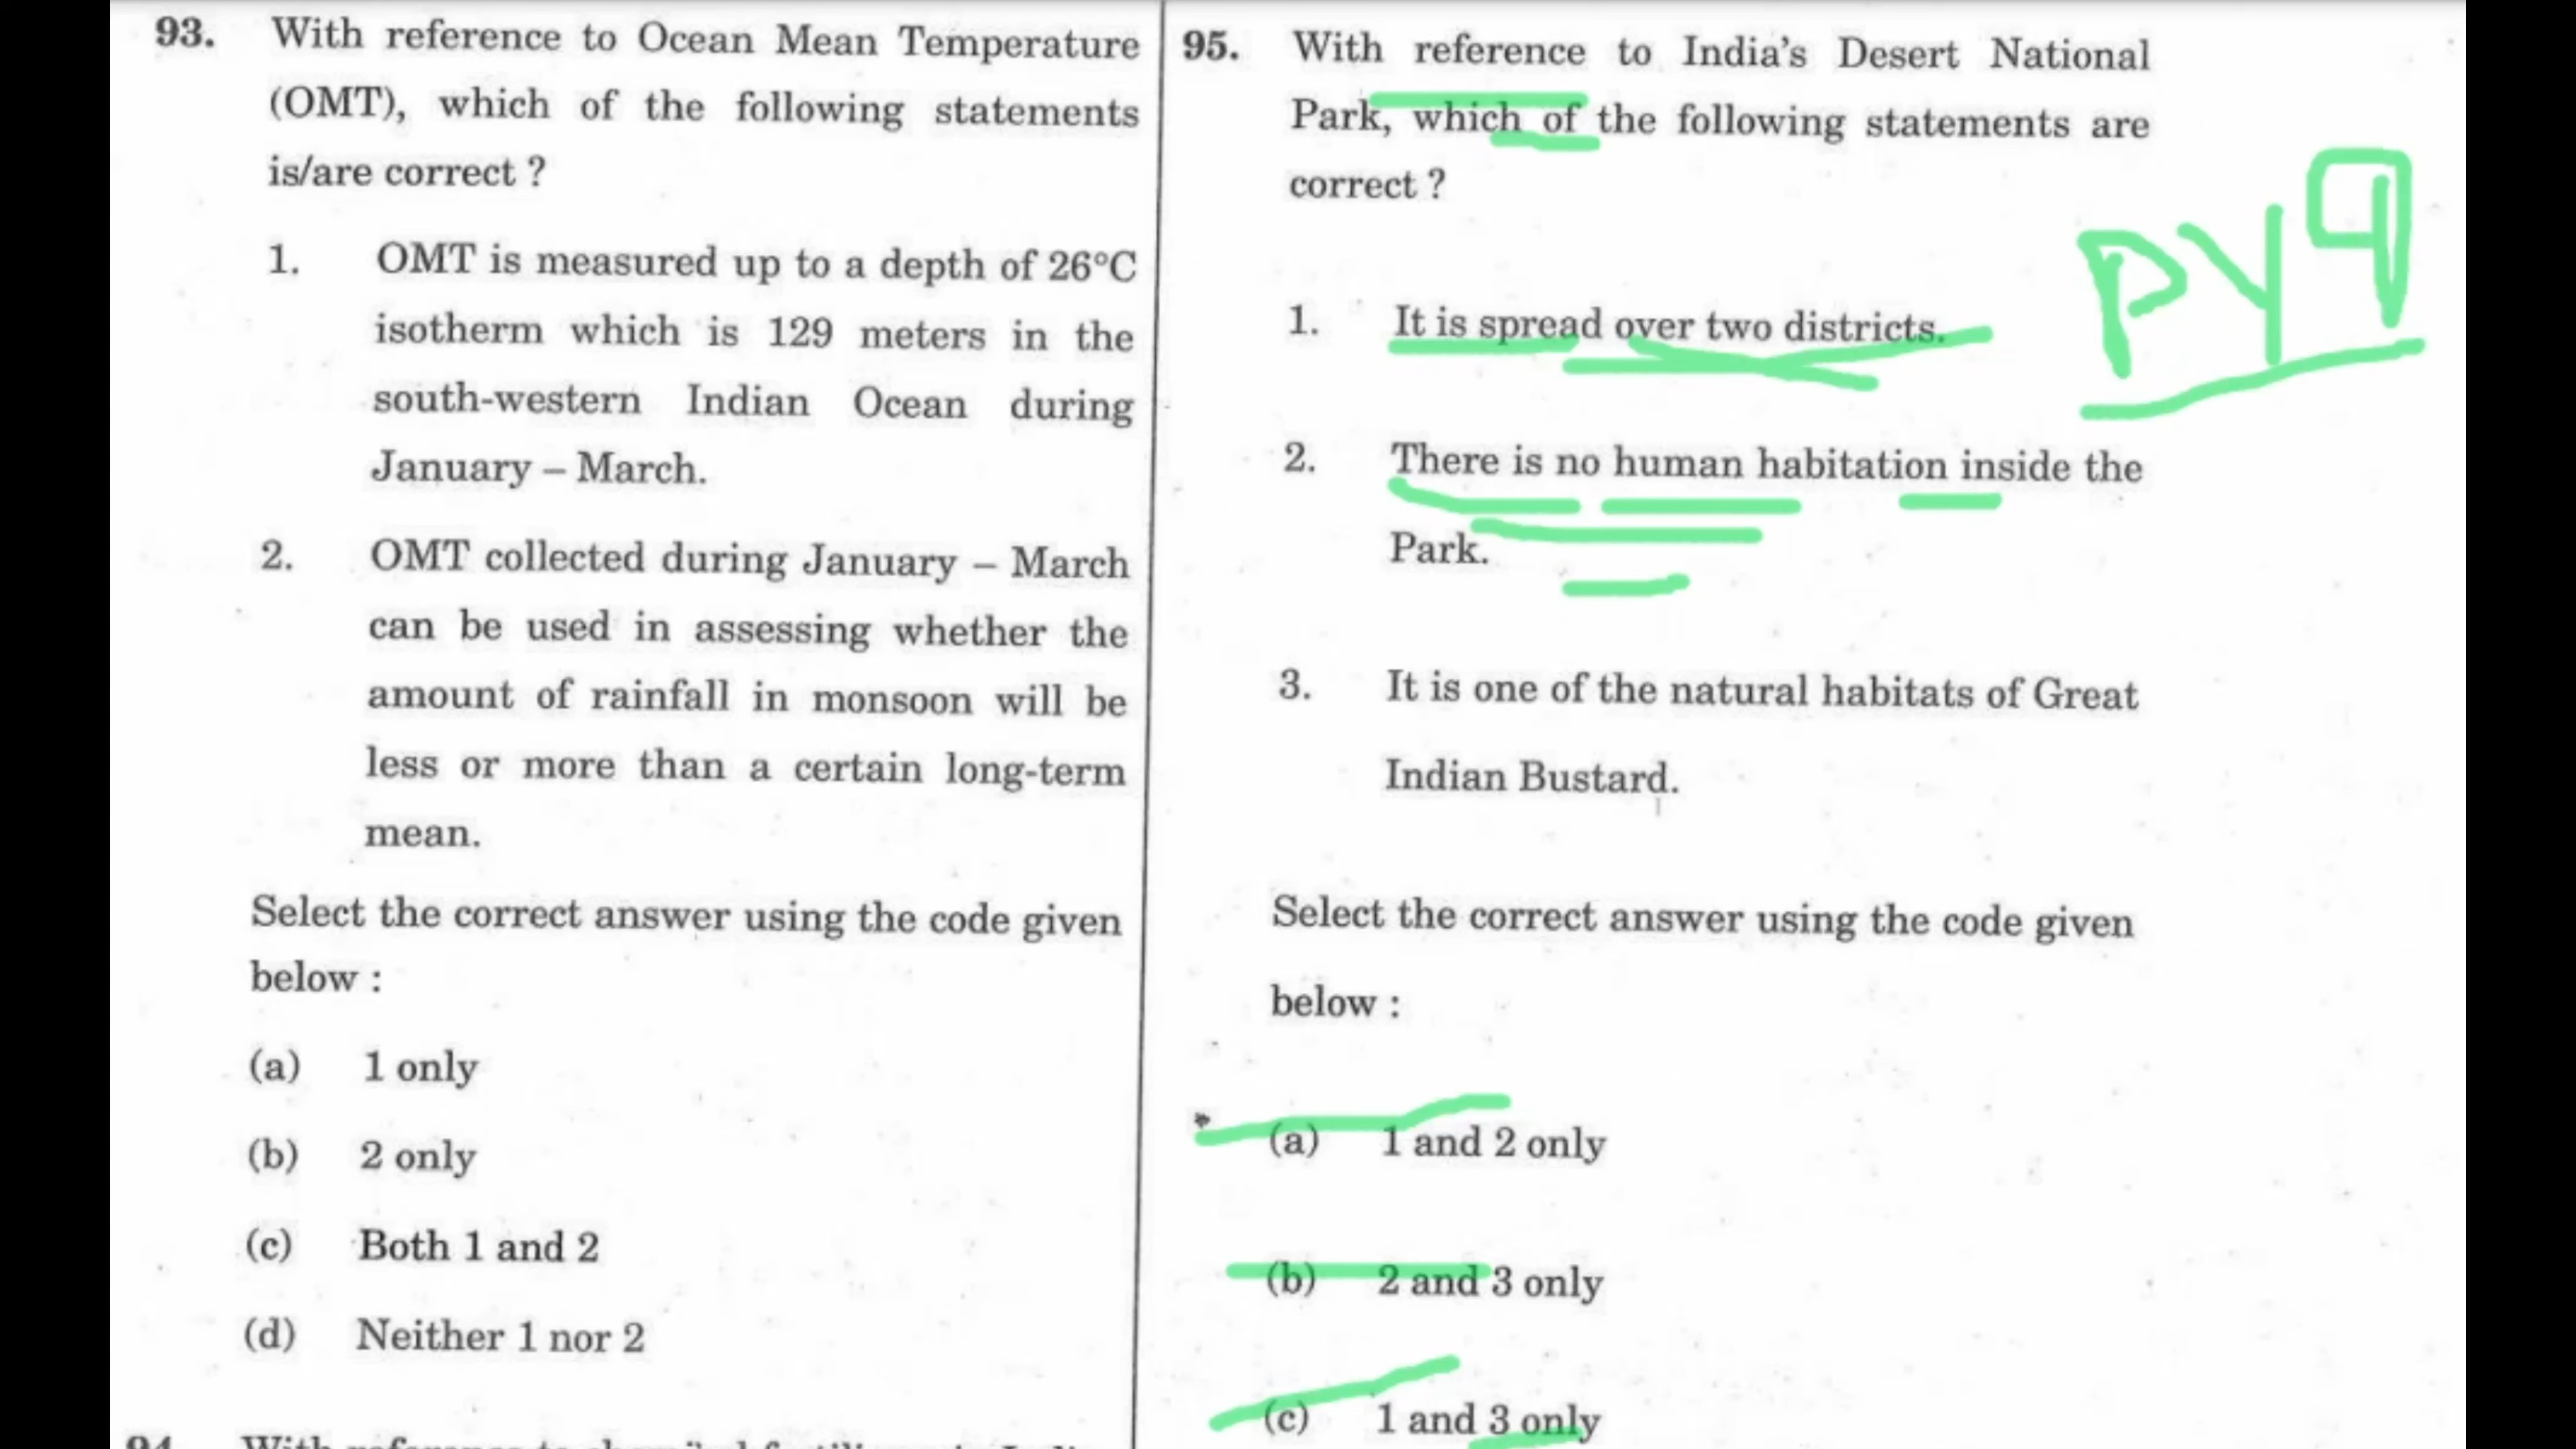 93. With reference to Ocean Mean Temperature
(OMT), which of the following statements
is/are correct ?
1. OMT is measured up to a depth of 26°C
isotherm which is 129 meters in the
south-western Indian Ocean during
January – March.
2. OMT collected during January – March
can be used in assessing whether the
amount of rainfall in monsoon will be
less or more than a certain long-term
mean.
Select the correct answer using the code given
below :
(a) 1 only
(b) 2 only
(c) Both 1 and 2
(d) Neither 1 nor 2
95. With reference to India's Desert National
Park, which of the following statements are
correct ?
1. It is spread over two districts.
2. There is no human habitation inside the
Park.
3. It is one of the natural habitats of Great
Indian Bustard.
Select the correct answer using the code given
below :
(a) 1 and 2 only
(b) 2 and 3 only
(c) 1 and 3 only
PYq